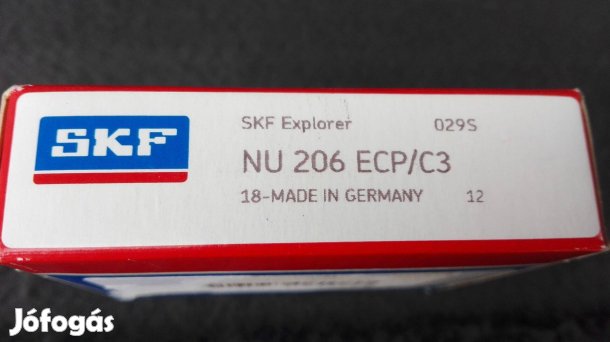 SKF
SKF Explorer 029S
NU 206 ECP/C3
18-MADE IN GERMANY 12
Jófogás